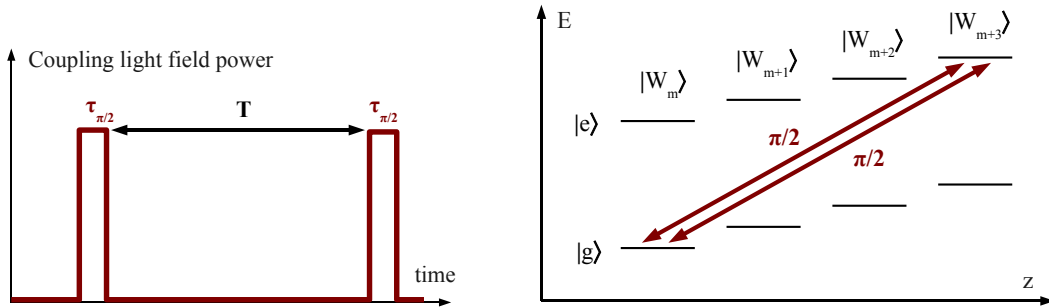 Coupling light field power
τπ/2
T
τπ/2
time
E
|Wm⟩
|Wm+1⟩
|Wm+2⟩
|Wm+3⟩
|e⟩
π/2
π/2
|g⟩
z